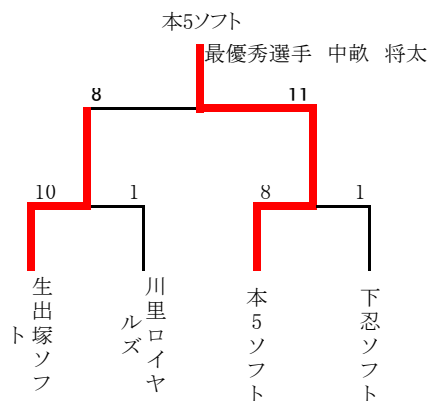 本5ソフト
最優秀選手 中畝 将太
8
11
10
1
8
1
生出塚ソフ
ト
川里ロイヤ
ルズ
本5ソフト
下忍ソフト